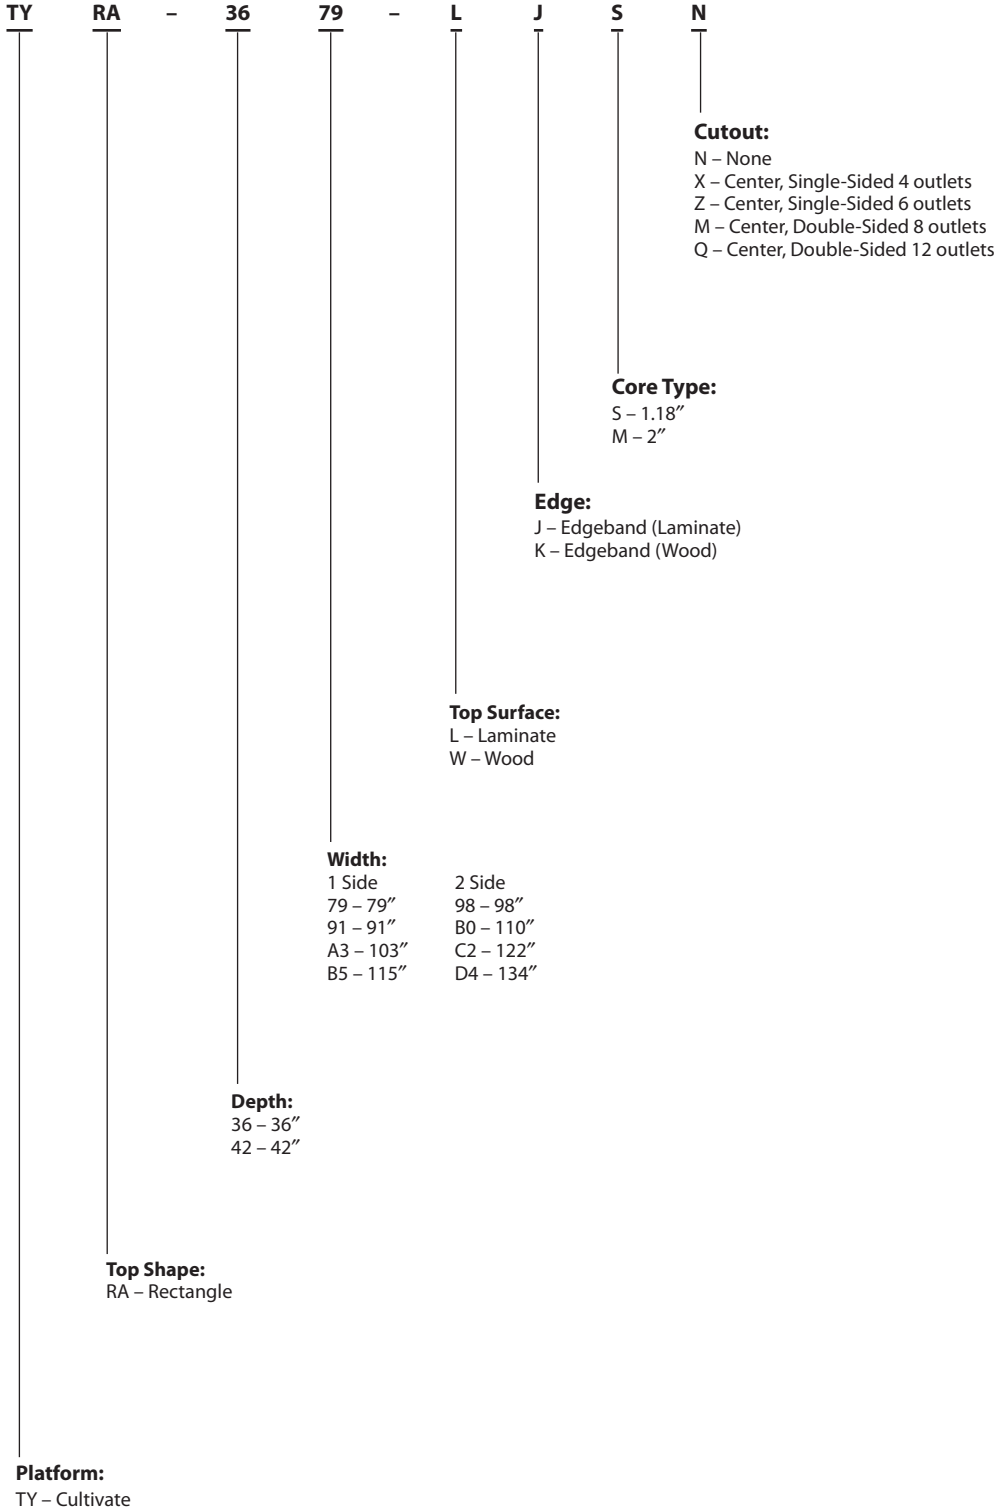 TY RA – 36 79 – L J S N
Cutout:
N – None
X – Center, Single-Sided 4 outlets
Z – Center, Single-Sided 6 outlets
M – Center, Double-Sided 8 outlets
Q – Center, Double-Sided 12 outlets
Core Type:
S – 1.18″
M – 2″
Edge:
J – Edgeband (Laminate)
K – Edgeband (Wood)
Top Surface:
L – Laminate
W – Wood
Width:
1 Side 2 Side
79 – 79″ 98 – 98″
91 – 91″ B0 – 110″
A3 – 103″ C2 – 122″
B5 – 115″ D4 – 134″
Depth:
36 – 36″
42 – 42″
Top Shape:
RA – Rectangle
Platform:
TY – Cultivate